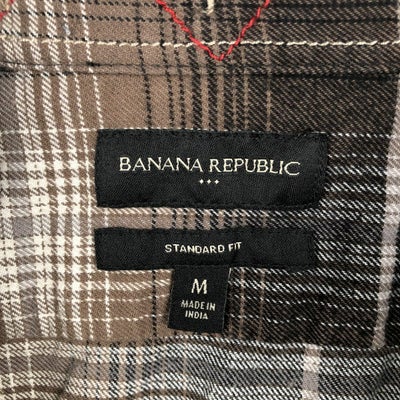 BANANA REPUBLIC
STANDARD FIT
M
MADE IN
INDIA